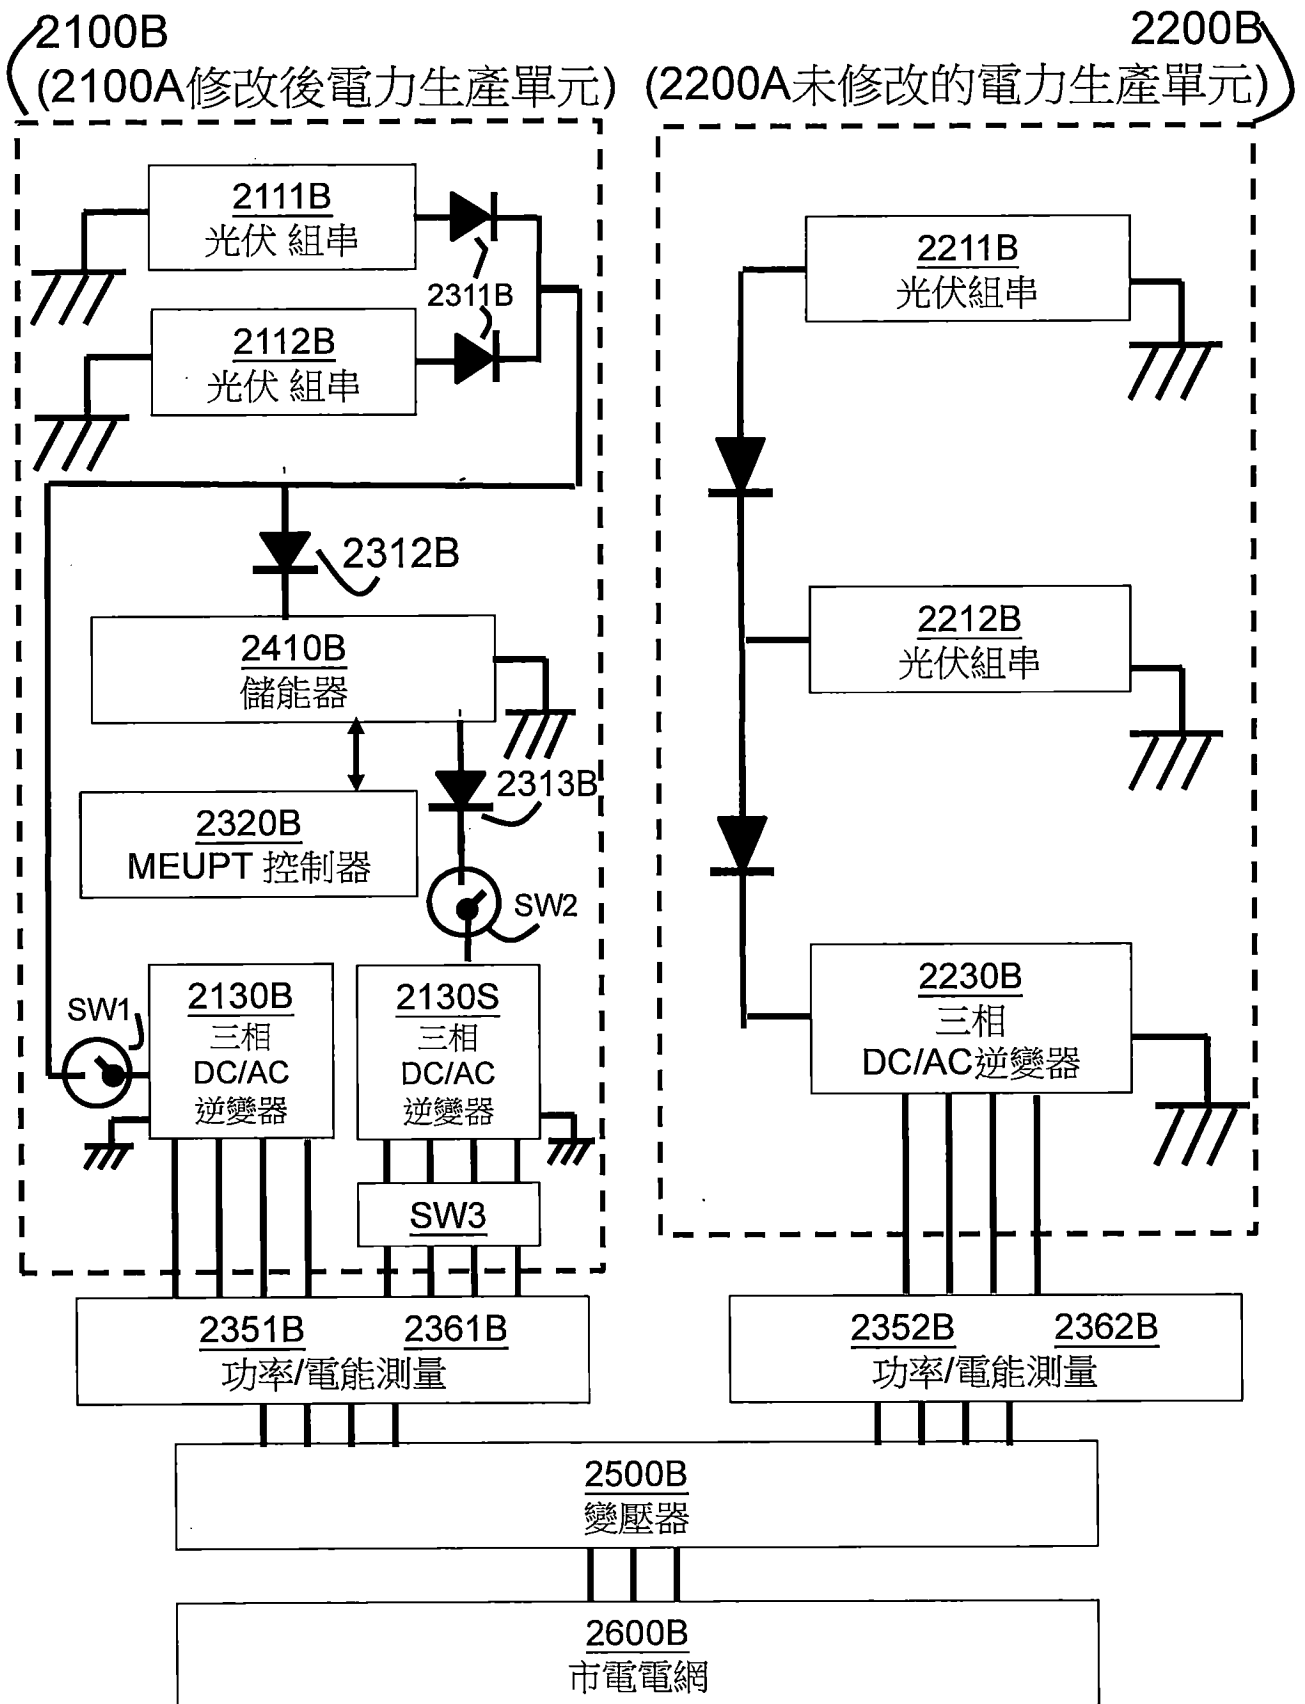 2100B
(2100A修改後電力生產單元)
2200B
(2200A未修改的電力生產單元)
2111B
光伏 組串
2311B
2112B
光伏 組串
2312B
2410B
儲能器
2313B
2320B
MEUPT 控制器
SW2
SW1
2130B
三相
DC/AC
逆變器
2130S
三相
DC/AC
逆變器
SW3
2211B
光伏組串
2212B
光伏組串
2230B
三相
DC/AC逆變器
2351B 2361B
功率/電能測量
2352B 2362B
功率/電能測量
2500B
變壓器
2600B
市電電網